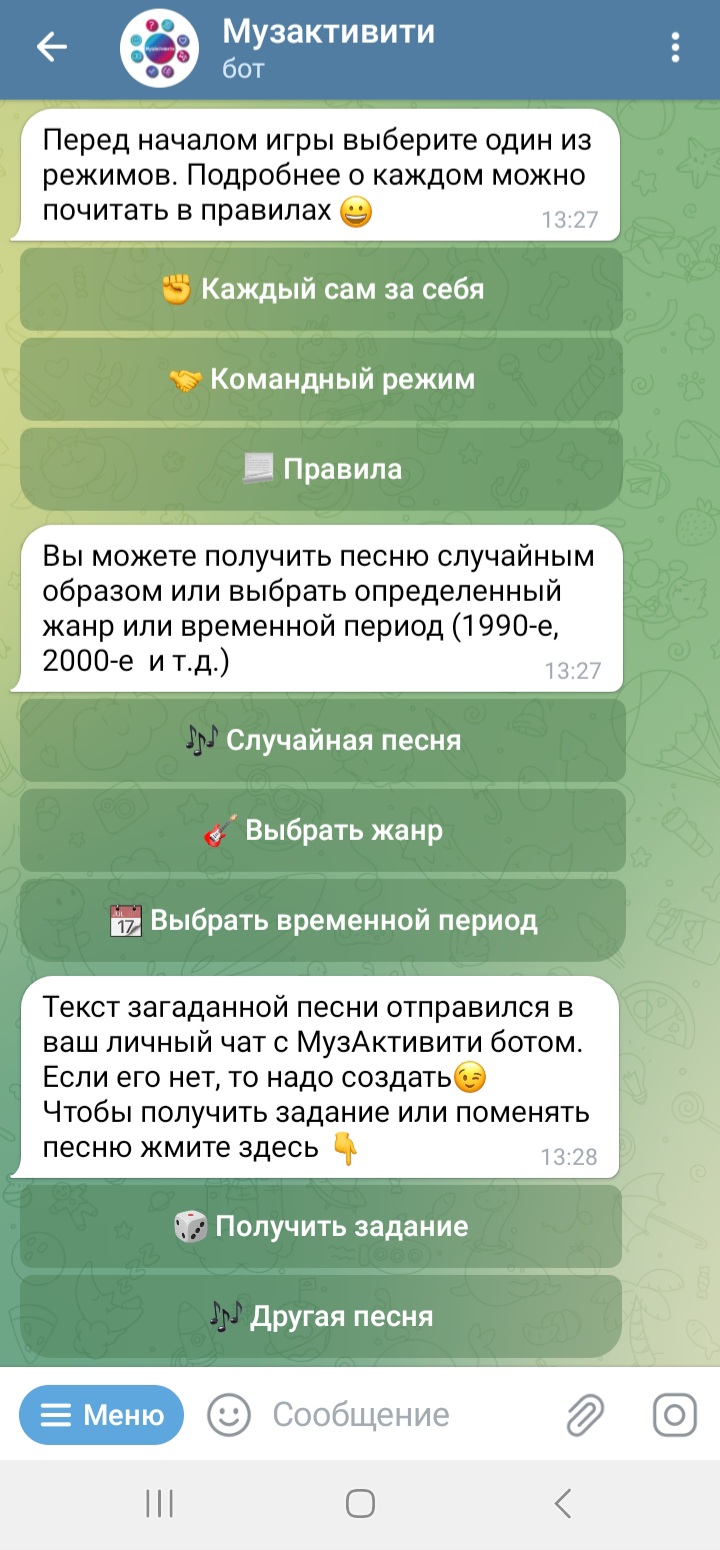 Музактивити
бот
Перед началом игры выберите один из
режимов. Подробнее о каждом можно
почитать в правилах 😀
13:27
✊ Каждый сам за себя
🤝 Командный режим
📃 Правила
Вы можете получить песню случайным
образом или выбрать определенный
жанр или временной период (1990-е,
2000-е  и т.д.)
13:27
🎶 Случайная песня
🎸 Выбрать жанр
📅 Выбрать временной период
Текст загаданной песни отправился в
ваш личный чат с МузАктивити ботом.
Если его нет, то надо создать😉
Чтобы получить задание или поменять
песню жмите здесь 👇
13:28
🎲 Получить задание
🎶 Другая песня
Меню
Сообщение